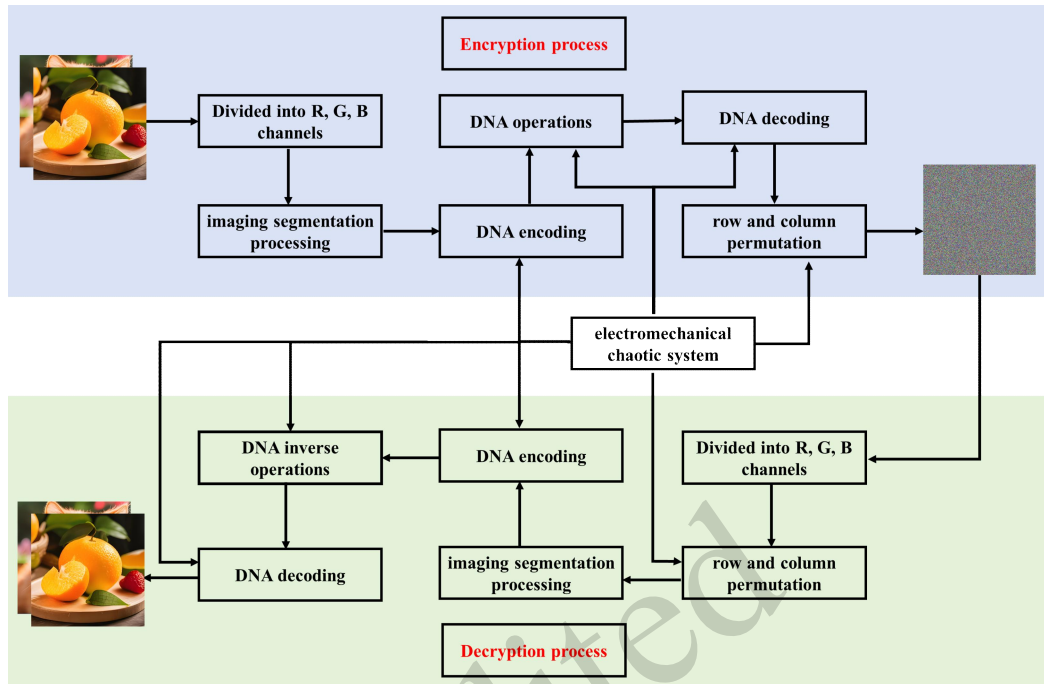 Encryption process
Divided into R, G, B
channels
DNA operations
DNA decoding
imaging segmentation
processing
DNA encoding
row and column
permutation
electromechanical
chaotic system
DNA inverse
operations
DNA encoding
Divided into R, G, B
channels
DNA decoding
imaging segmentation
processing
row and column
permutation
Decryption process